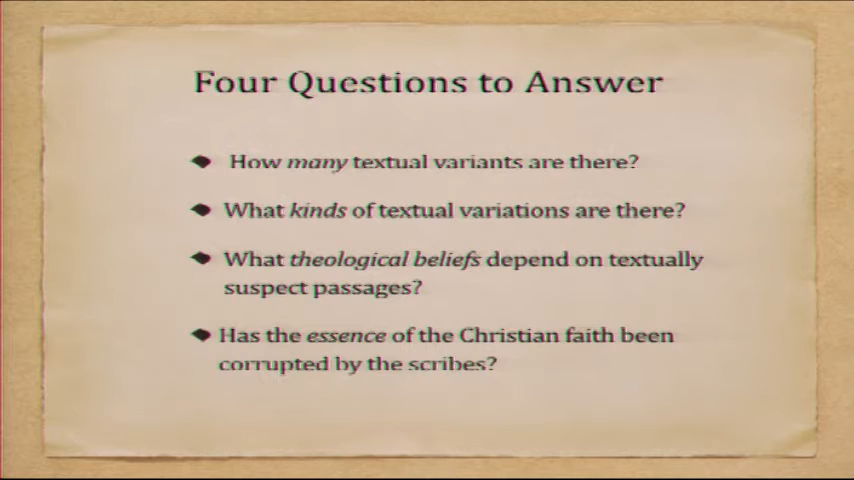 Four Questions to Answer
How many textual variants are there?
What kinds of textual variations are there?
What theological beliefs depend on textually
suspect passages?
Has the essence of the Christian faith been
corrupted by the scribes?